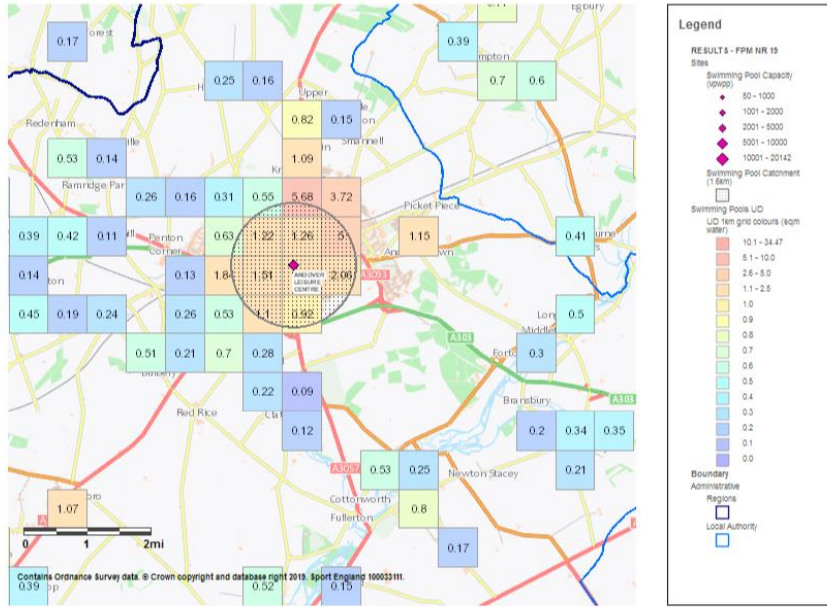 orest
Egbury
0.17
0.39
mpton
0.7
0.6
0.25
0.16
Upper
0.82
0.15
Redenham
Smannell
0.53
0.14
1.09
Ramridge Par
0.26
0.16
0.31
0.55
5.68
3.72
Picket Piece
0.39
0.42
0.11
Penton
Corner
0.63
1.22
1.26
1.15
0.41
0.14
0.13
1.51
2.06
A3093
ANDOVER
LEISURE
CENTRE
0.45
0.19
0.24
0.26
0.53
0.92
0.5
A303
Middle
0.51
0.21
0.7
0.28
0.3
0.22
0.09
A303
Bransbury
Red Rice
0.12
0.2
0.34
0.35
A3057
0.53
0.25
Newton Stacey
0.21
Cottonworth
Fullerton
0.8
1.07
0.17
0 1 2mi
Contains Ordnance Survey data. © Crown copyright and database right 2019. Sport England 100033111.
0.39
0.52
0.15
Legend
RESULTS - FPM NR 19
Sites
Swimming Pool Capacity
(vpwpp)
50 - 1000
1001 - 2000
2001 - 5000
5001 - 10000
10001 - 20142
Swimming Pool Catchment
(1.6km)
Swimming Pools UD
UD 1km grid colours (sqm
water)
10.1 - 34.47
5.1 - 10.0
2.6 - 5.0
1.1 - 2.5
1.0
0.9
0.8
0.7
0.6
0.5
0.4
0.3
0.2
0.1
0.0
Boundary
Administrative
Regions
Local Authority